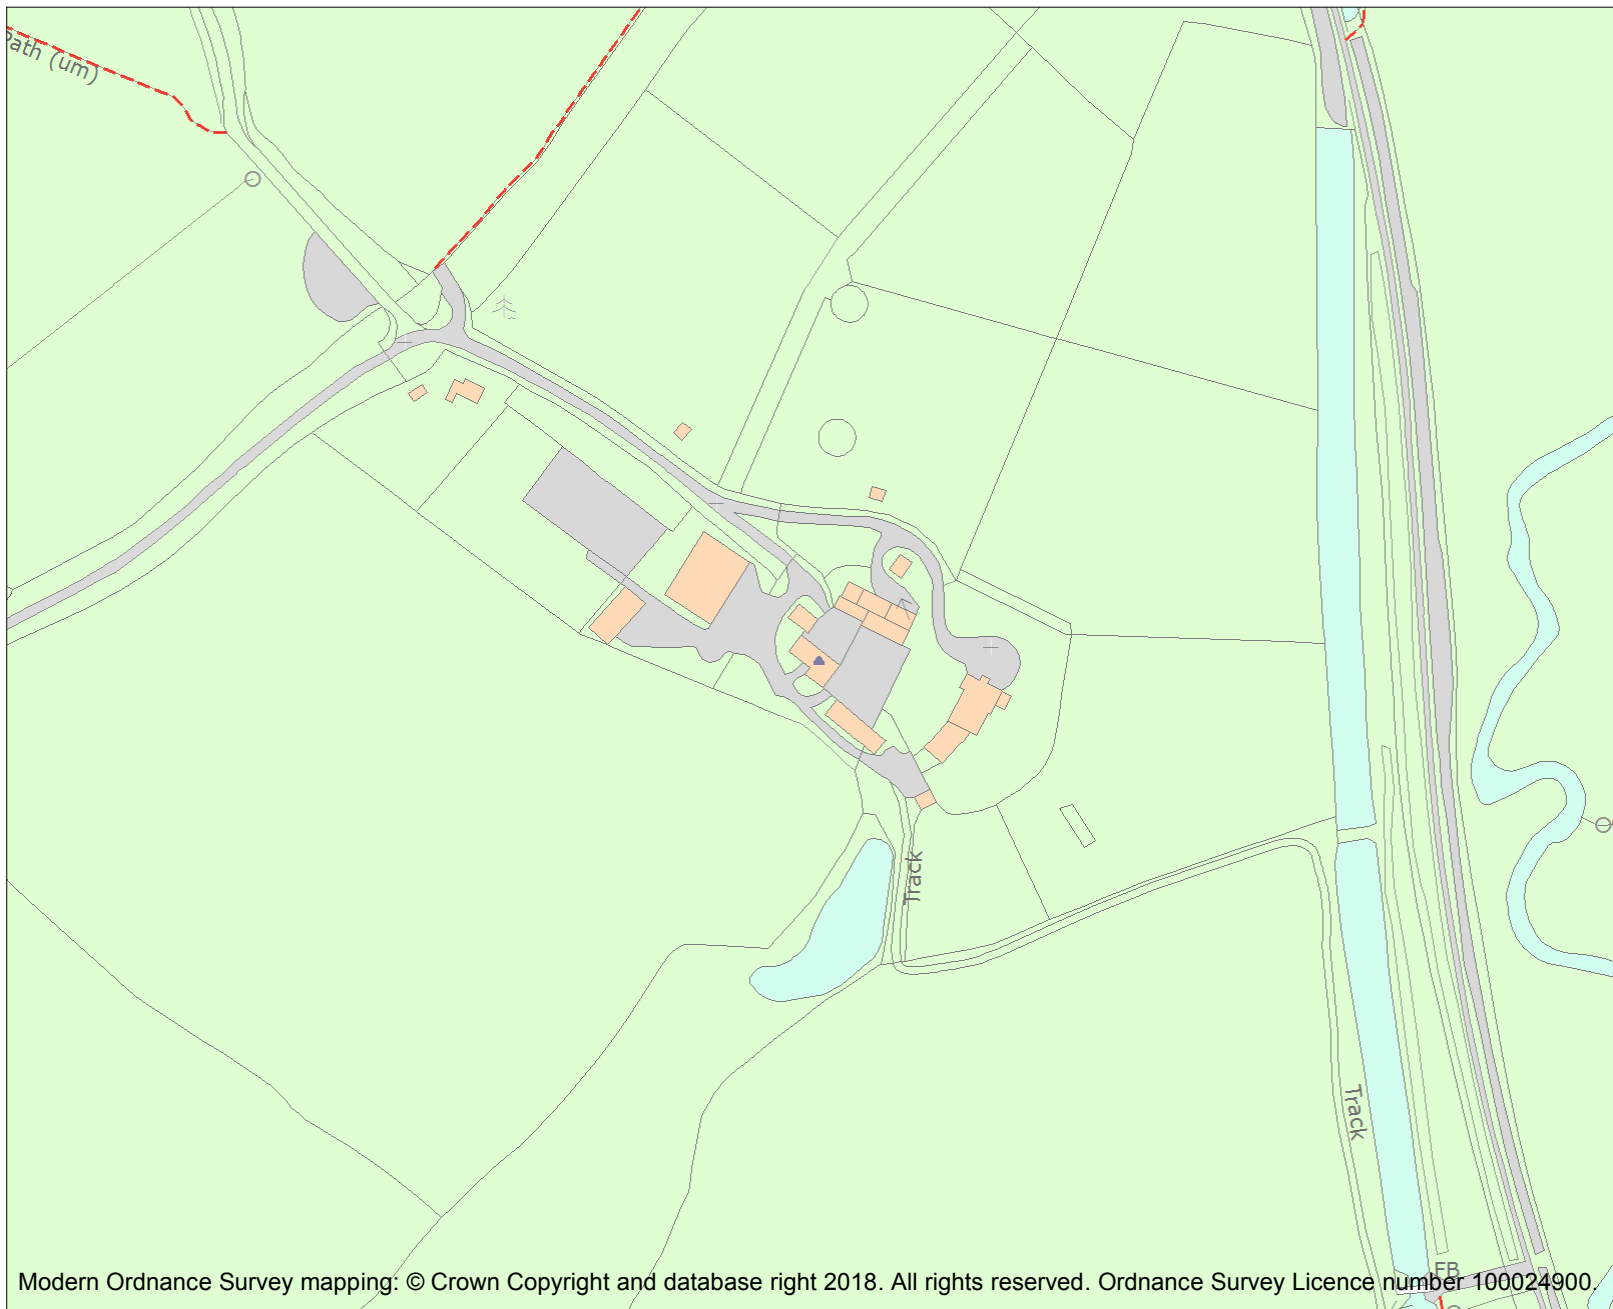 Path (um)
Track
Track
FB
Modern Ordnance Survey mapping: © Crown Copyright and database right 2018. All rights reserved. Ordnance Survey Licence number 100024900.